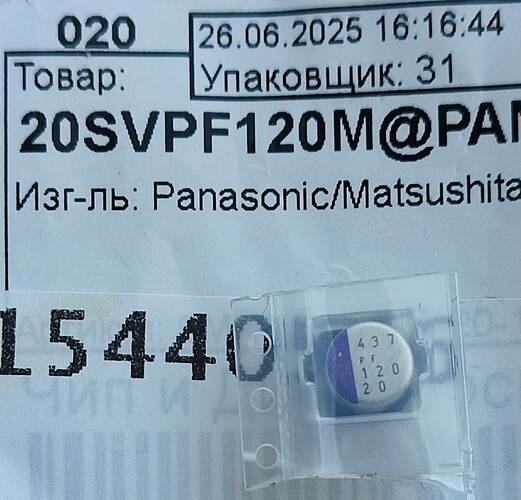 020
26.06.2025 16:16:44
Упаковщик: 31
Товар:
20SVPF120M@PAN
Изг-ль: Panasonic/Matsushita
15440
437
PF
120
20